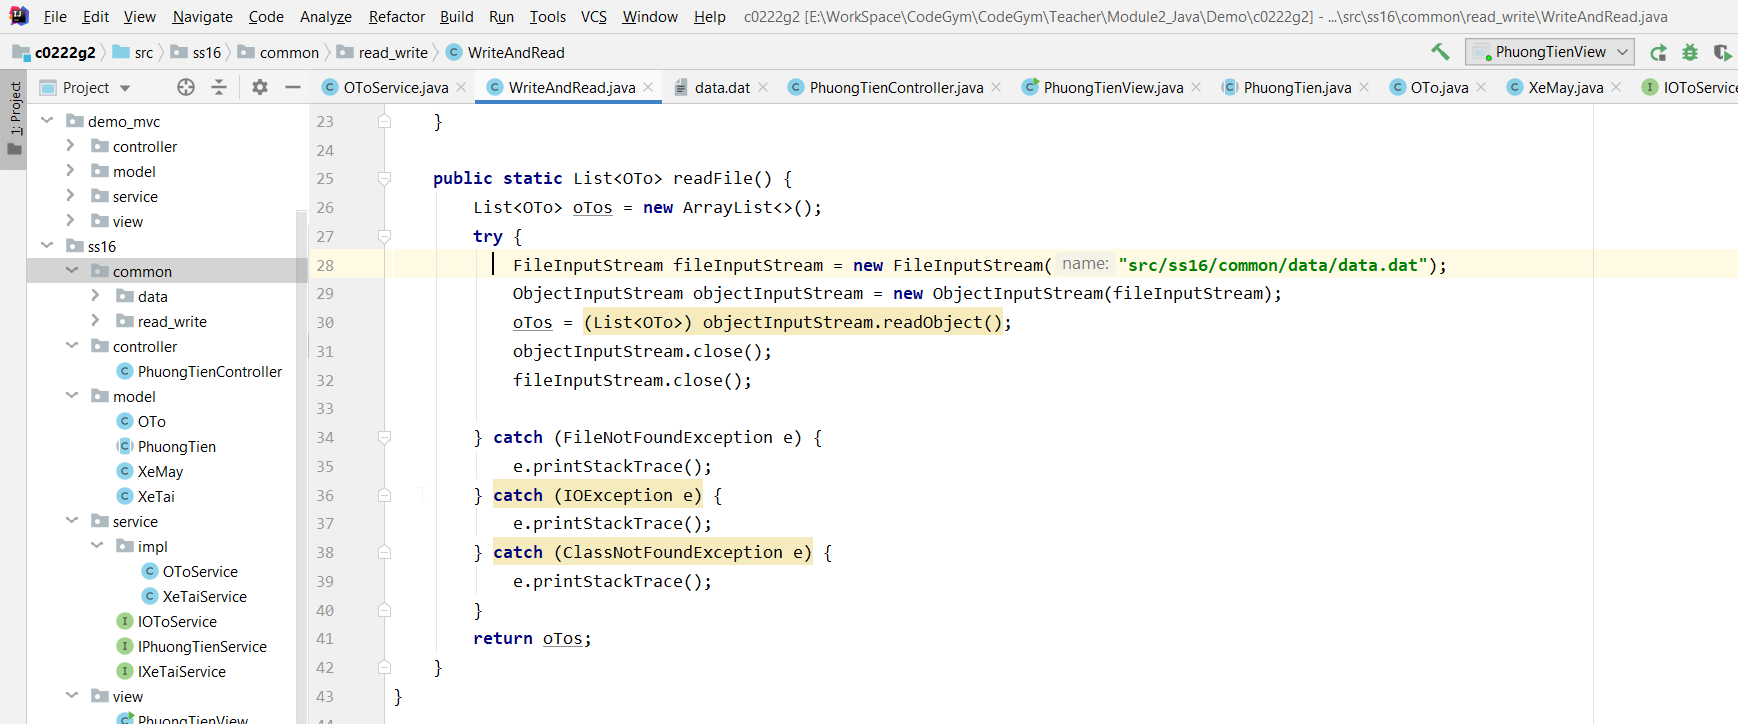 File Edit View Navigate Code Analyze Refactor Build Run Tools VCS Window Help c0222g2 [E:\WorkSpace\CodeGym\CodeGym\Teacher\Module2_Java\Demo\c0222g2] - ...\src\ss16\common\read_write\WriteAndRead.java
c0222g2 src ss16 common read_write WriteAndRead PhuongTienView
Project OToService.java WriteAndRead.java data.dat PhuongTienController.java PhuongTienView.java PhuongTien.java OTo.java XeMay.java IOToService
1: Project
demo_mvc
controller
model
service
view
ss16
common
data
read_write
controller
PhuongTienController
model
OTo
PhuongTien
XeMay
XeTai
service
impl
OToService
XeTaiService
IOToService
IPhuongTienService
IXeTaiService
view
PhuongTienView
23 }
24
25 public static List<OTo> readFile() {
26 List<OTo> oTos = new ArrayList<>();
27 try {
28 FileInputStream fileInputStream = new FileInputStream( name: "src/ss16/common/data/data.dat");
29 ObjectInputStream objectInputStream = new ObjectInputStream(fileInputStream);
30 oTos = (List<OTo>) objectInputStream.readObject();
31 objectInputStream.close();
32 fileInputStream.close();
33
34 } catch (FileNotFoundException e) {
35 e.printStackTrace();
36 } catch (IOException e) {
37 e.printStackTrace();
38 } catch (ClassNotFoundException e) {
39 e.printStackTrace();
40 }
41 return oTos;
42 }
43 }